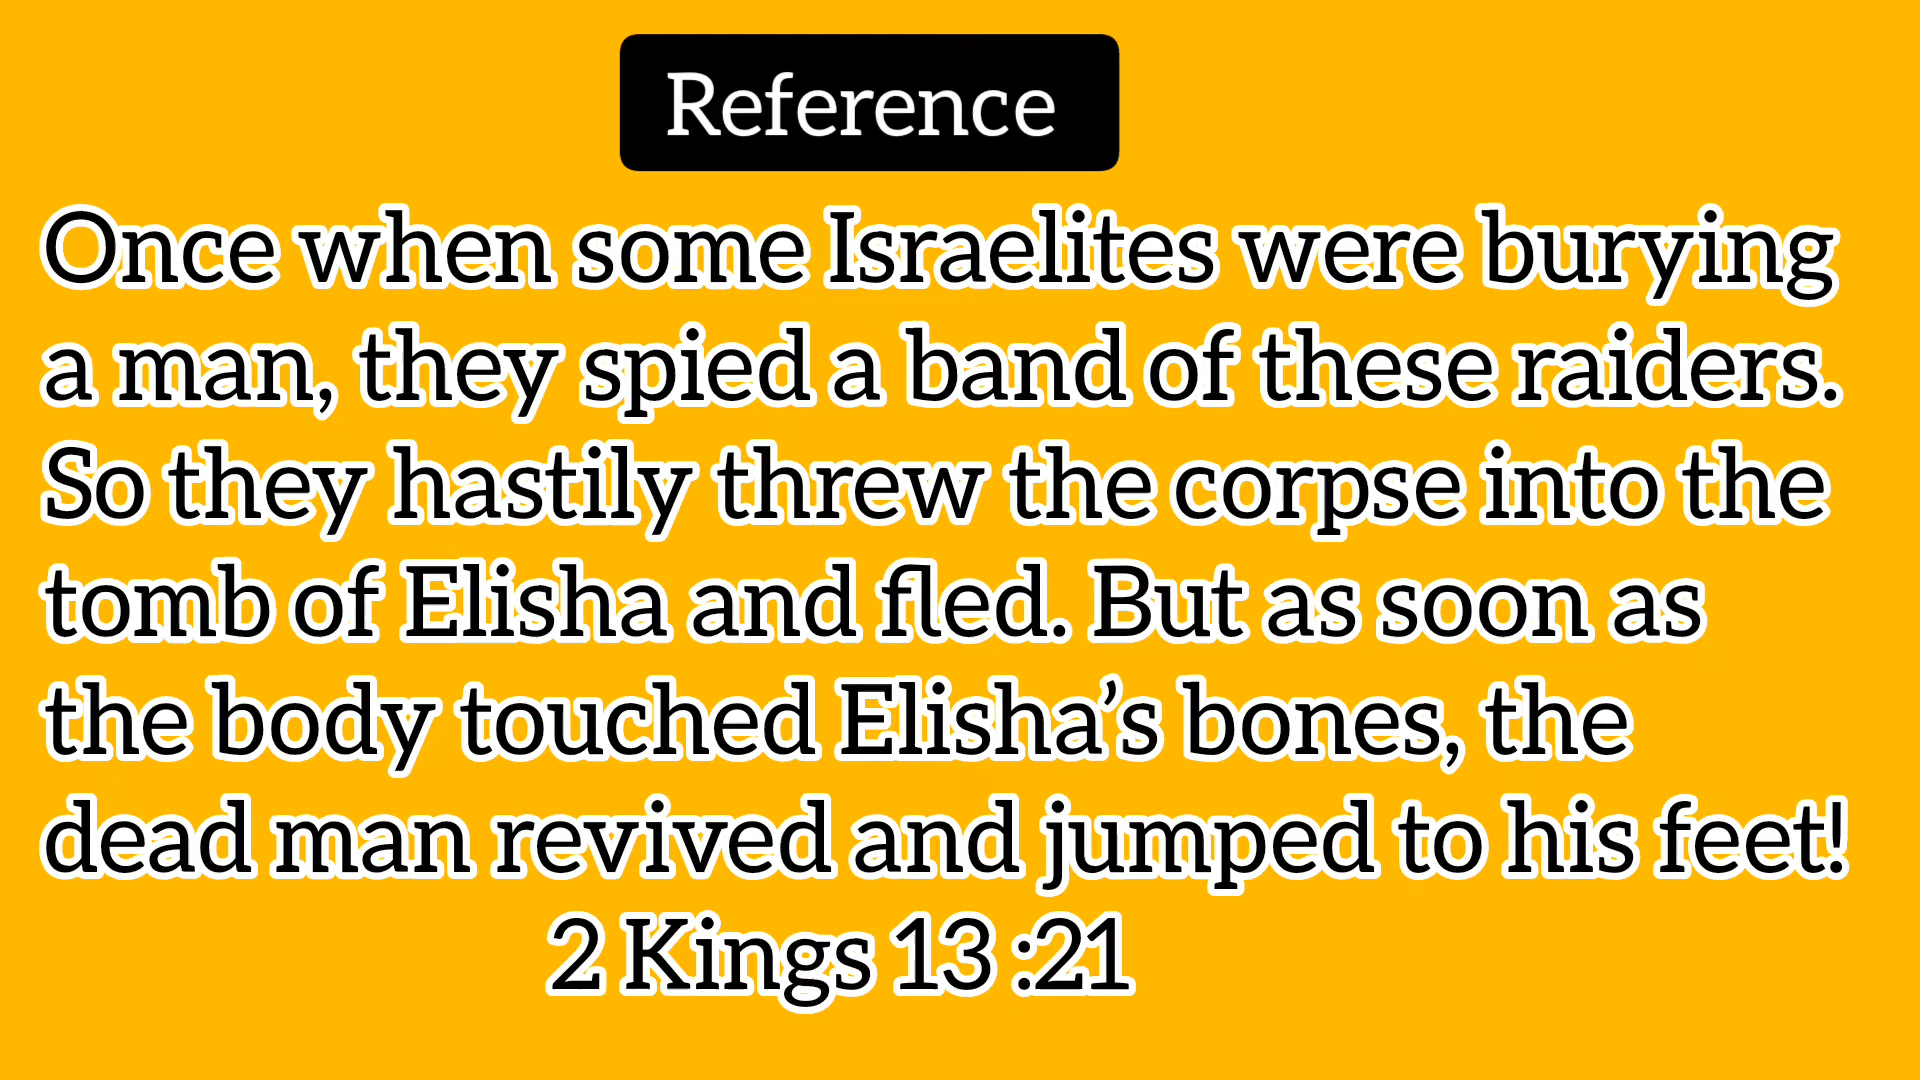 Reference
Once when some Israelites were burying
a man, they spied a band of these raiders.
So they hastily threw the corpse into the
tomb of Elisha and fled. But as soon as
the body touched Elisha’s bones, the
dead man revived and jumped to his feet!
2 Kings 13 :21